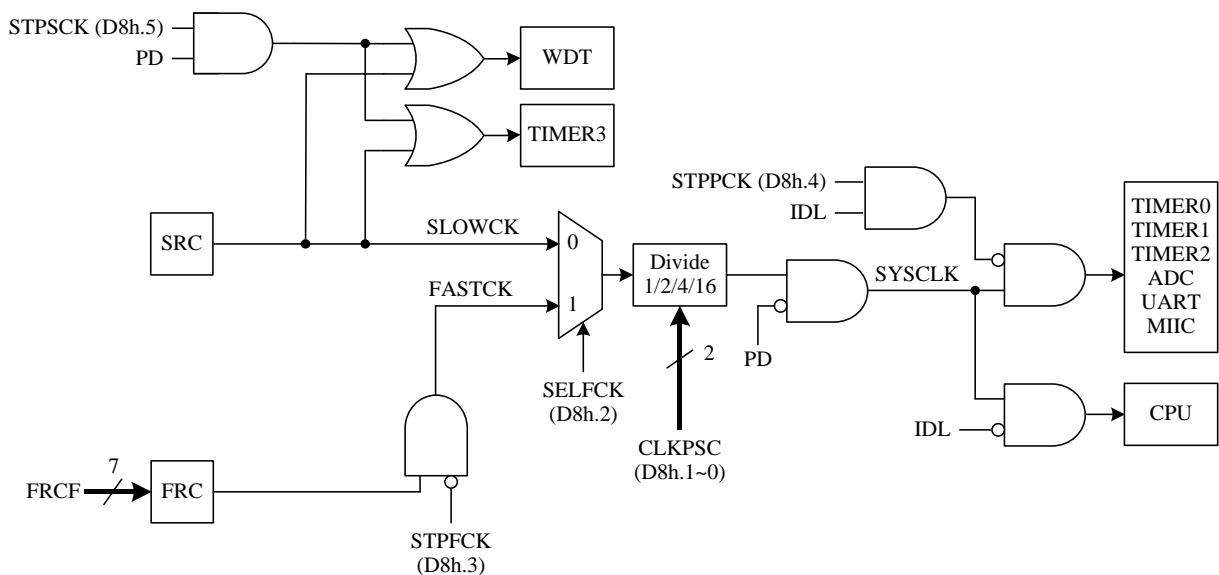 STPSCK (D8h.5)
PD
WDT
TIMER3
STPPCK (D8h.4)
IDL
TIMER0
TIMER1
TIMER2
ADC
UART
MIIC
SRC
SLOWCK
0
FASTCK
1
Divide
1/2/4/16
SYSCLK
PD
2
SELFCK
(D8h.2)
CLKPSC
(D8h.1~0)
IDL
CPU
FRCF
7
FRC
STPFCK
(D8h.3)